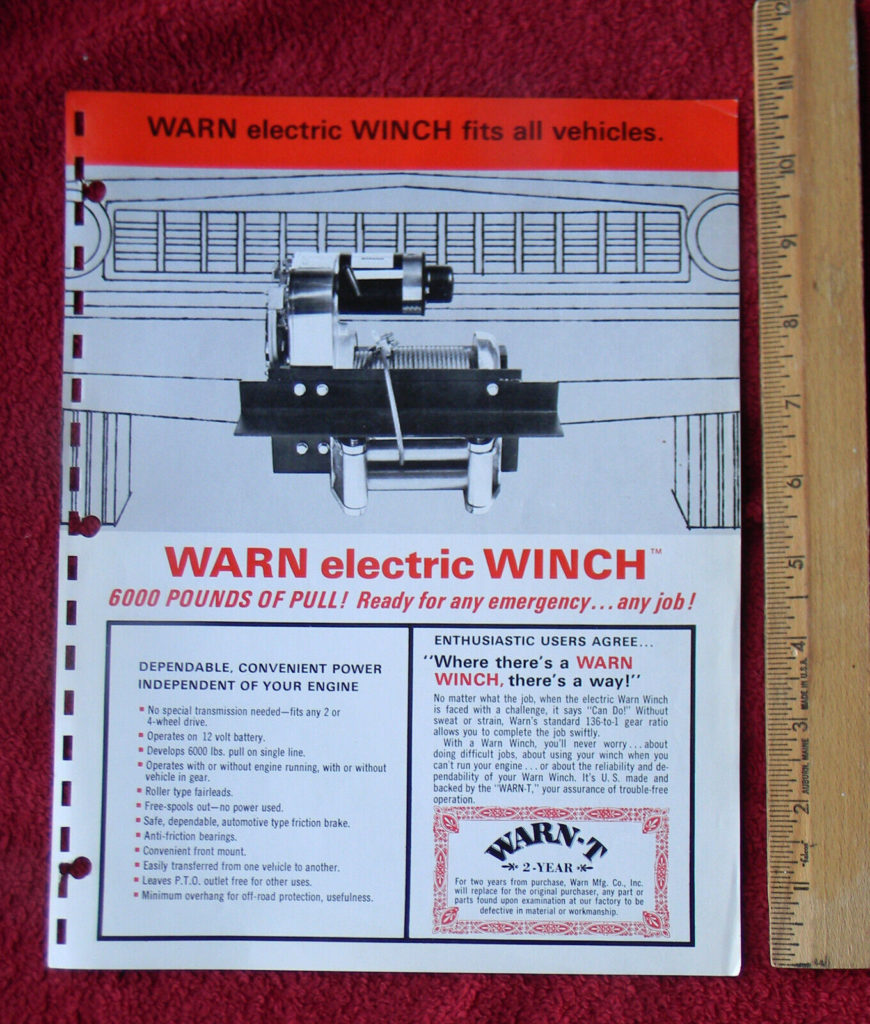 WARN electric WINCH fits all vehicles.
WARN electric WINCH™
6000 POUNDS OF PULL! Ready for any emergency...any job!
DEPENDABLE, CONVENIENT POWER
INDEPENDENT OF YOUR ENGINE
▪ No special transmission needed—fits any 2 or
4-wheel drive.
▪ Operates on 12 volt battery.
▪ Develops 6000 lbs. pull on single line.
▪ Operates with or without engine running, with or without
vehicle in gear.
▪ Roller type fairleads.
▪ Free-spools out—no power used.
▪ Safe, dependable, automotive type friction brake.
▪ Anti-friction bearings.
▪ Convenient front mount.
▪ Easily transferred from one vehicle to another.
▪ Leaves P.T.O. outlet free for other uses.
▪ Minimum overhang for off-road protection, usefulness.
ENTHUSIASTIC USERS AGREE...
"Where there's a WARN
WINCH, there's a way!"
No matter what the job, when the electric Warn Winch
is faced with a challenge, it says "Can Do!" Without
sweat or strain, Warn's standard 136-to-1 gear ratio
allows you to complete the job swiftly.
With a Warn Winch, you'll never worry...about
doing difficult jobs, about using your winch when you
can't run your engine...or about the reliability and de-
pendability of your Warn Winch. It's U.S. made and
backed by the "WARN-T," your assurance of trouble-free
operation.
WARN-T
2-YEAR
For two years from purchase, Warn Mfg. Co., Inc.
will replace for the original purchaser, any part or
parts found upon examination at our factory to be
defective in material or workmanship.
11
10
9
8
7
6
5
4
3
2
1
MADE IN U.S.A.
AUBURN, MAINE